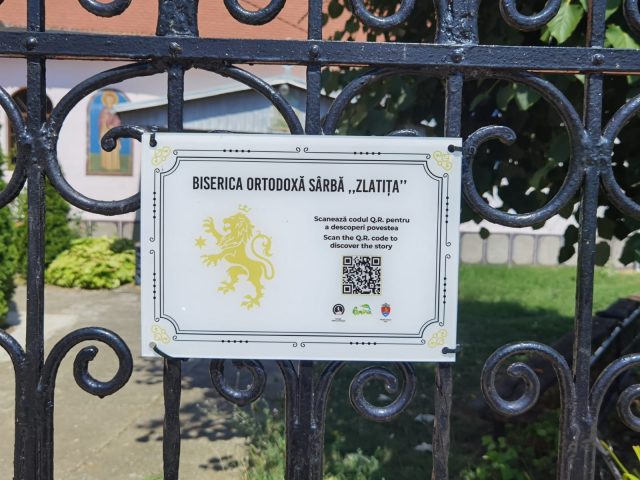 BISERICA ORTODOXĂ SÂRBĂ ,,ZLATIȚA’’
Scanează codul Q.R. pentru
a descoperi povestea
Scan the Q.R. code to
discover the story